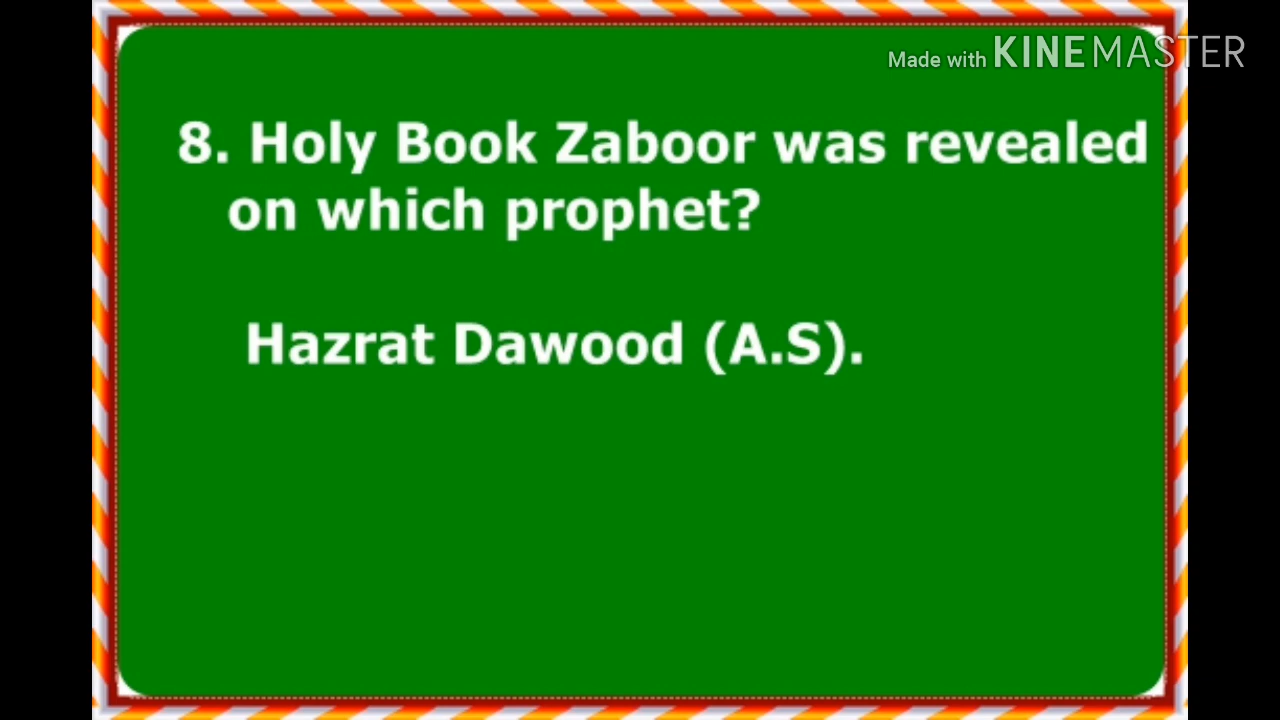 Made with KINEMASTER
8. Holy Book Zaboor was revealed
on which prophet?
Hazrat Dawood (A.S).